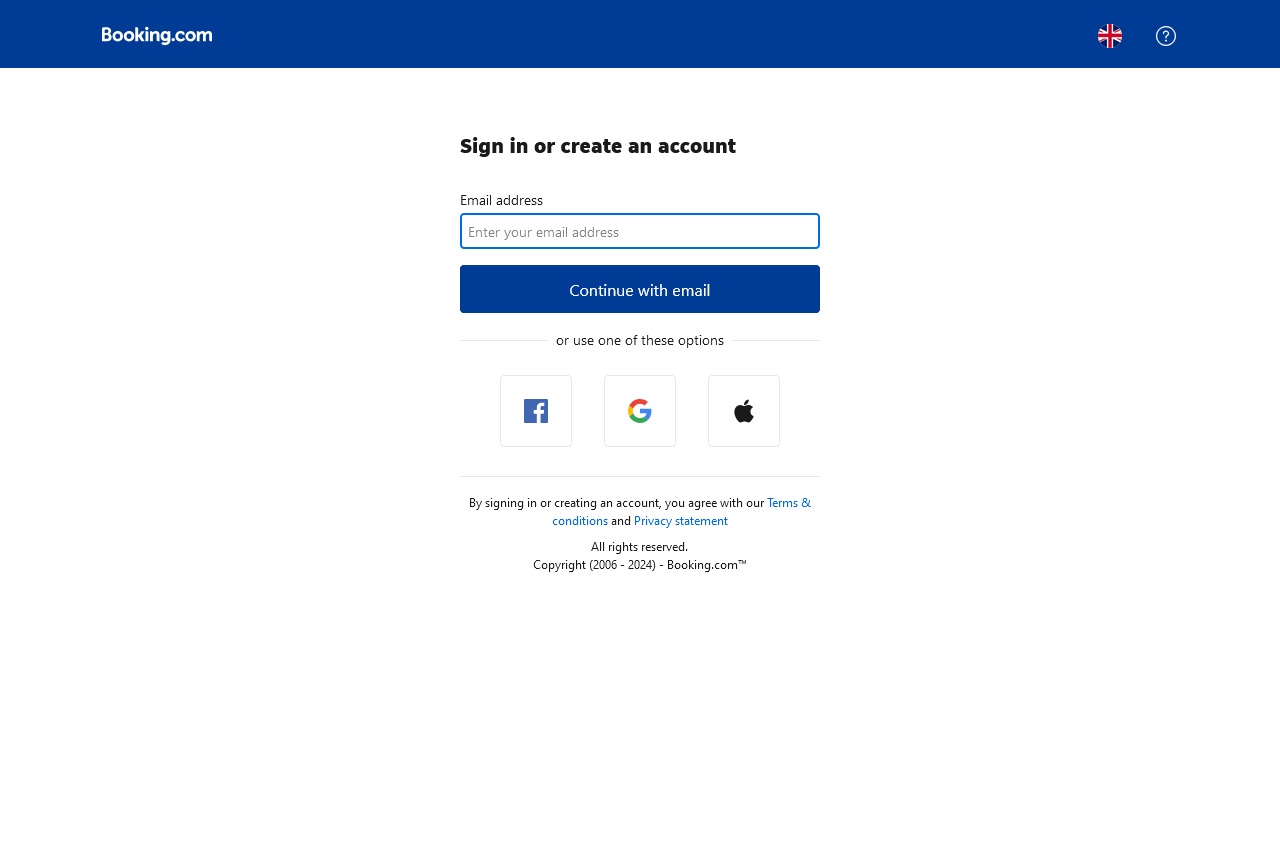 Booking.com
Sign in or create an account
Email address
Enter your email address
Continue with email
or use one of these options
By signing in or creating an account, you agree with our Terms &
conditions and Privacy statement
All rights reserved.
Copyright (2006 - 2024) - Booking.com™